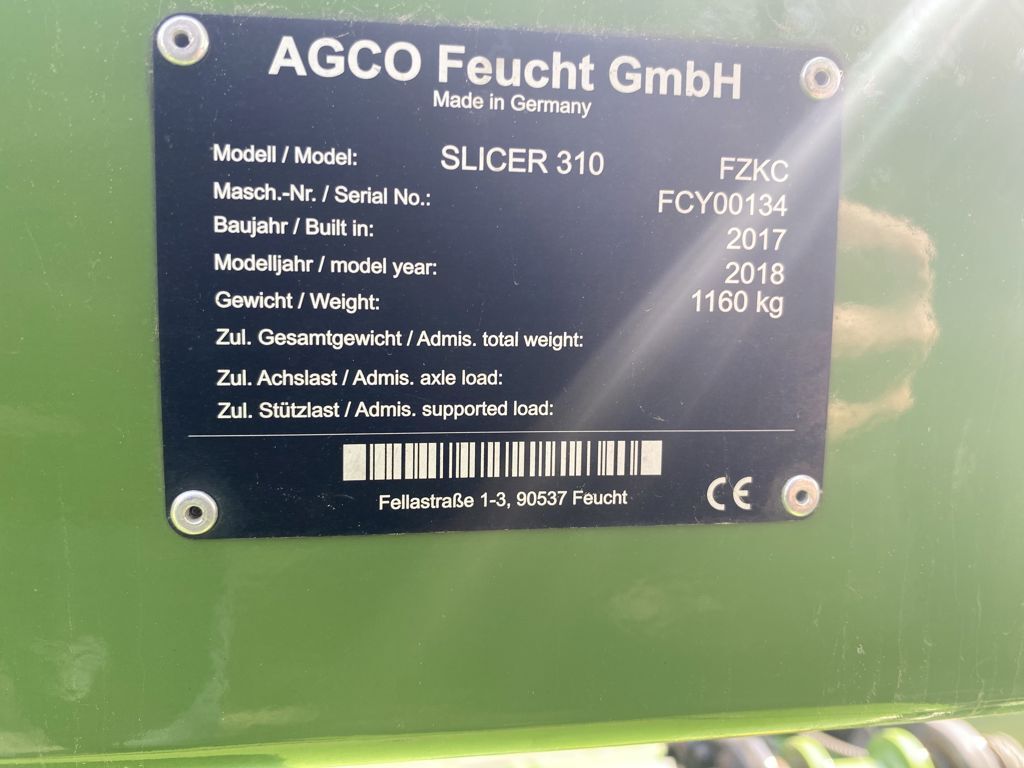 AGCO Feucht GmbH
Made in Germany
Modell / Model: SLICER 310 FZKC
Masch.-Nr. / Serial No.: FCY00134
Baujahr / Built in: 2017
Modelljahr / model year: 2018
Gewicht / Weight: 1160 kg
Zul. Gesamtgewicht / Admis. total weight:
Zul. Achslast / Admis. axle load:
Zul. Stützlast / Admis. supported load:
Fellastraße 1-3, 90537 Feucht
CE